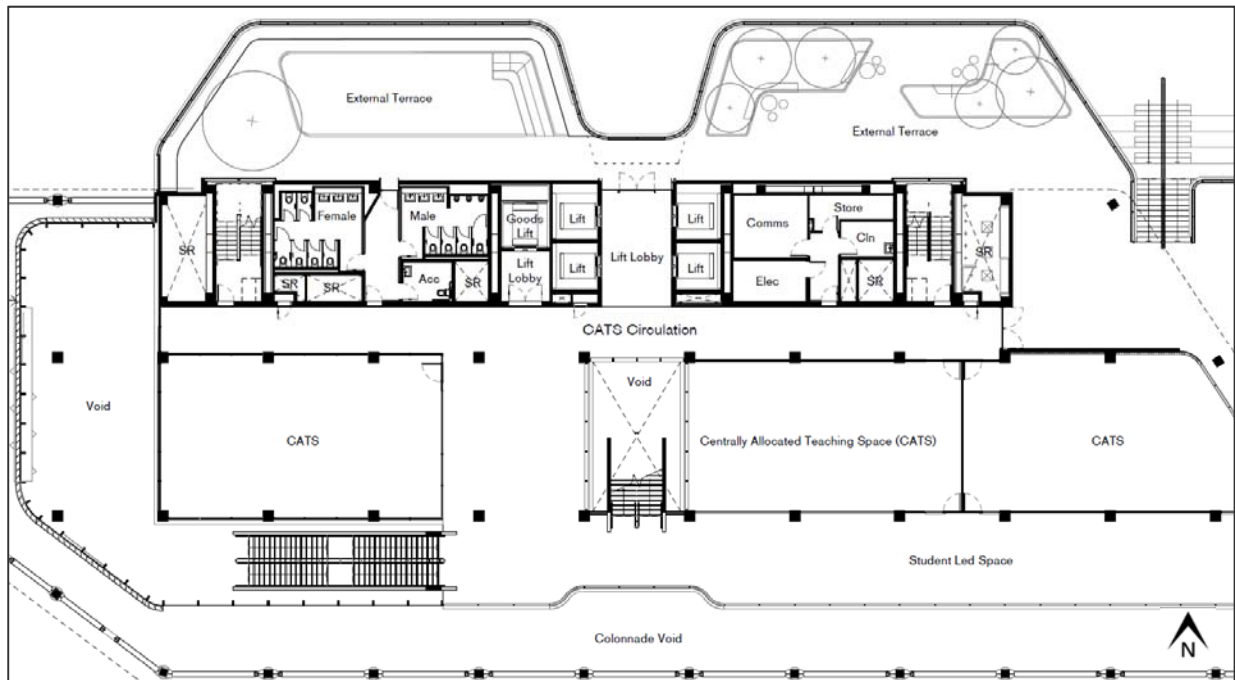 External Terrace
External Terrace
Female
Male
Goods
Lift
Lift
Lift
Comms
Store
Cln
SR
SR
Lift Lobby
Lift
Lobby
Lift
Lift
Acc
SR
SR
SR
Elec
SR
CATS Circulation
Void
Void
CATS
Centrally Allocated Teaching Space (CATS)
CATS
Student Led Space
Colonnade Void
N